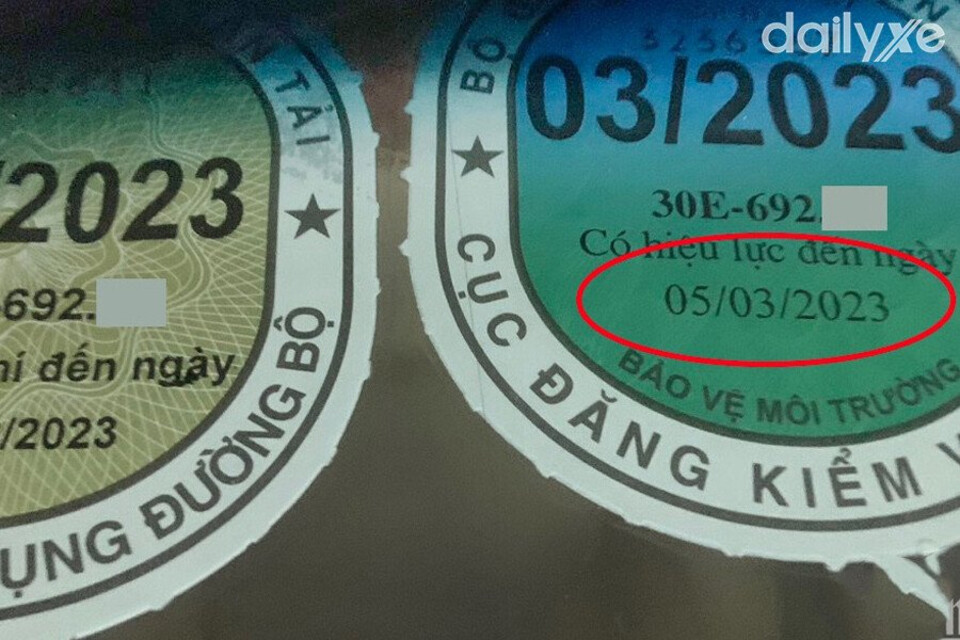 dailyxe
TẢI
/2023
-692.
hí đến ngày
/2023
ỤNG ĐƯỜNG BỘ
BỘ
03/2023
30E-692.
Có hiệu lực đến ngày
05/03/2023
BẢO VỆ MÔI TRƯỜNG
CỤC ĐĂNG KIỂM V